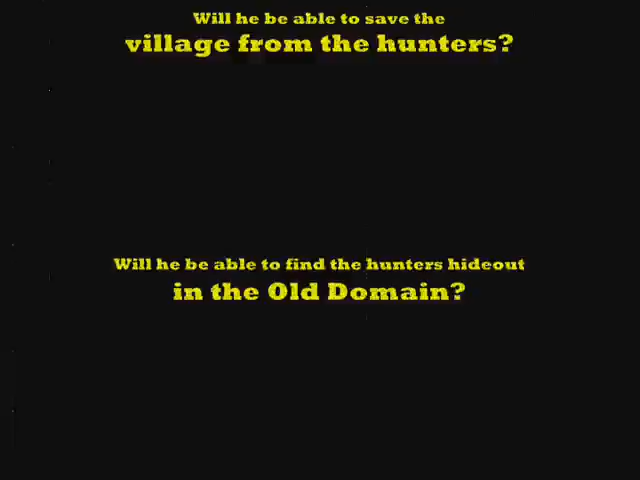 Will he be able to save the
village from the hunters?
Will he be able to find the hunters hideout
in the Old Domain?